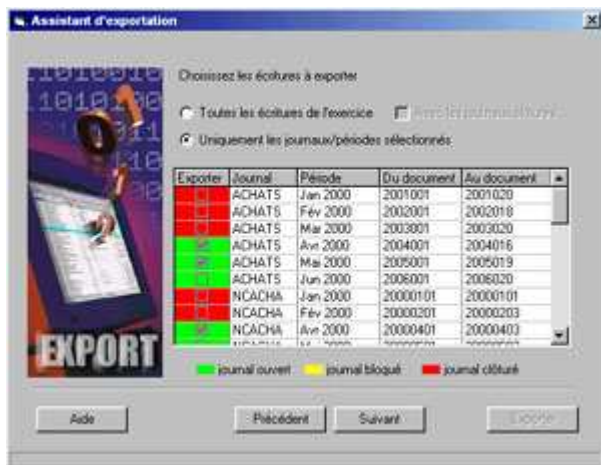 Assistant d'exportation
Choisissez les écritures à exporter
Toutes les écritures de l'exercice
Uniquement les journaux/périodes sélectionnés
Exporter Journal Période Du document Au document
ACHATS Jan 2000 2001001 2001020
ACHATS Fév 2000 2002001 2002018
ACHATS Mar 2000 2003001 2003020
ACHATS Avr 2000 2004001 2004016
ACHATS Mai 2000 2005001 2005019
ACHATS Jun 2000 2006001 2006020
NCACHA Jan 2000 20000101 20000101
NCACHA Fév 2000 20000201 20000203
NCACHA Avr 2000 20000401 20000403
EXPORT
journal ouvert journal bloqué journal clôturé
Aide Précédent Suivant Exporter